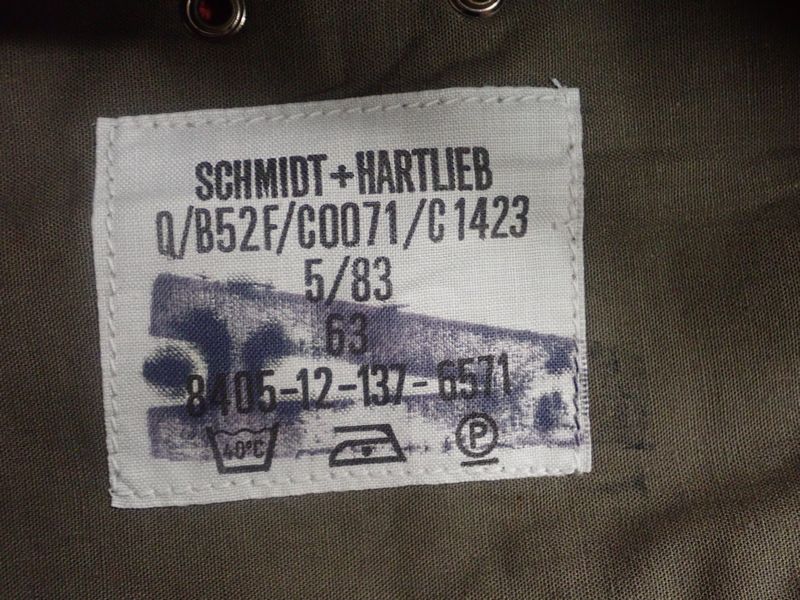 SCHMIDT+HARTLIEB
Q/B52F/C0071/C1423
5/83
63
8405-12-137-6571
40°C
P